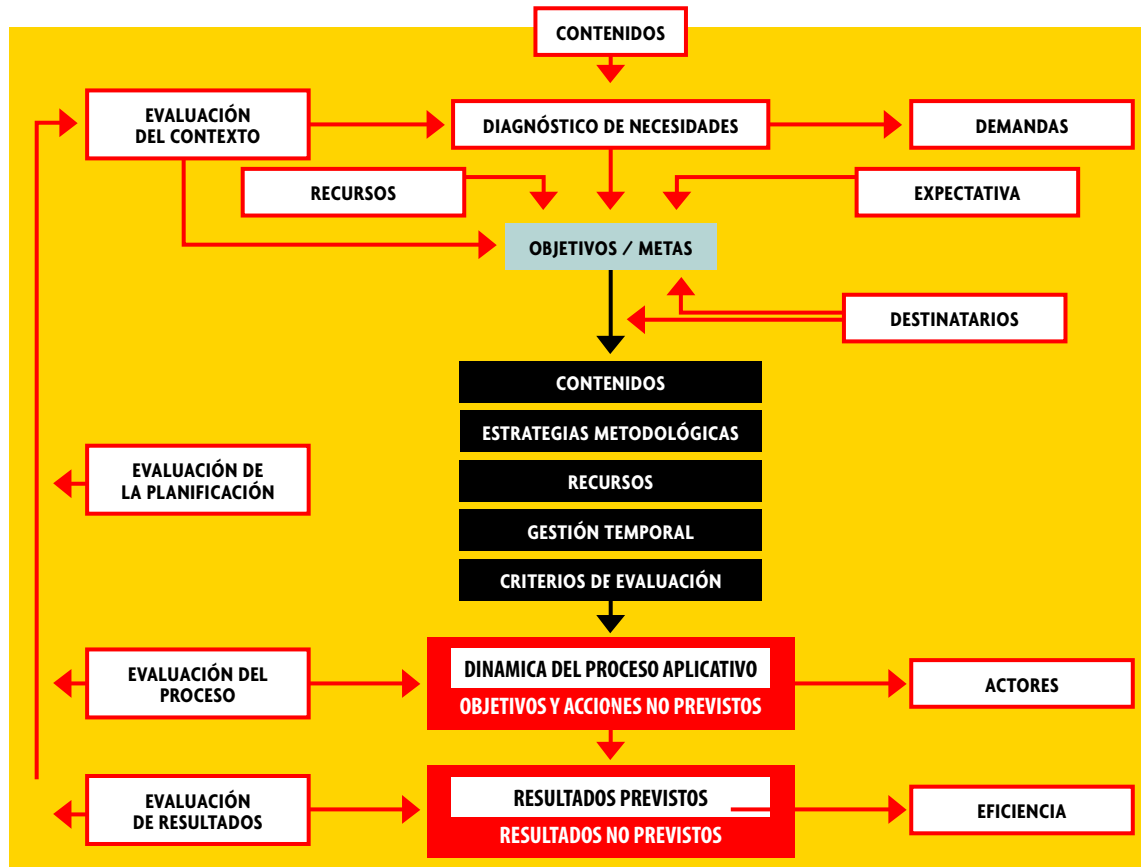 CONTENIDOS
EVALUACIÓN
DEL CONTEXTO
DIAGNÓSTICO DE NECESIDADES
DEMANDAS
RECURSOS
EXPECTATIVA
OBJETIVOS / METAS
DESTINATARIOS
CONTENIDOS
ESTRATEGIAS METODOLÓGICAS
EVALUACIÓN DE
LA PLANIFICACIÓN
RECURSOS
GESTIÓN TEMPORAL
CRITERIOS DE EVALUACIÓN
EVALUACIÓN DEL
PROCESO
DINAMICA DEL PROCESO APLICATIVO
OBJETIVOS Y ACCIONES NO PREVISTOS
ACTORES
EVALUACIÓN
DE RESULTADOS
RESULTADOS PREVISTOS
RESULTADOS NO PREVISTOS
EFICIENCIA